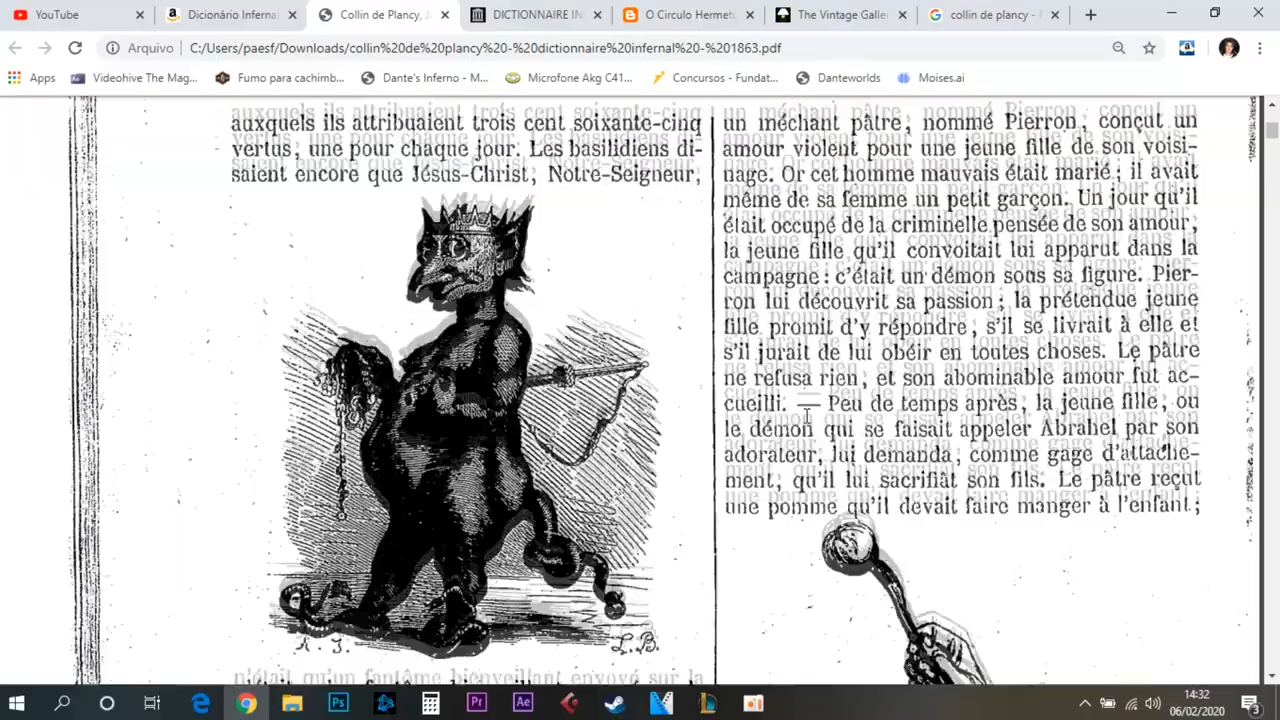 YouTube
Dicionário Inferna
Collin de Plancy, J
DICTIONNAIRE IN
O Circulo Hermeti
The Vintage Galler
collin de plancy -
Arquivo
C:/Users/paesf/Downloads/collin%20de%20plancy%20-%20dictionnaire%20infernal%20-%201863.pdf
Apps
Videohive The Mag...
Fumo para cachimb...
Dante's Inferno - M...
Microfone Akg C41...
Concursos - Fundat...
Danteworlds
Moises.ai
auxquels ils attribuaient trois cent soixante-cinq
vertus, une pour chaque jour. Les basilidiens di-
saient encore que Jésus-Christ, Notre-Seigneur,
L. B.
n'était qu'un fantôme bienveillant envoyé sur la
un méchant pâtre, nommé Pierron, conçut un
amour violent pour une jeune fille de son voisi-
nage. Or cet homme mauvais était marié; il avait
même de sa femme un petit garçon. Un jour qu'il
était occupé de la criminelle pensée de son amour,
la jeune fille qu'il convoitait lui apparut dans la
campagne: c'était un démon sous sa figure. Pier-
ron lui découvrit sa passion; la prétendue jeune
fille promit d'y répondre, s'il se livrait à elle et
s'il jurait de lui obéir en toutes choses. Le pâtre
ne refusa rien, et son abominable amour fut ac-
cueilli. — Peu de temps après, la jeune fille, ou
le démon qui se faisait appeler Abrahel par son
adorateur, lui demanda, comme gage d'attache-
ment, qu'il lui sacrifiât son fils. Le pâtre reçut
une pomme qu'il devait faire manger à l'enfant;
Ps
Pr
Ae
14:32
06/02/2020
3